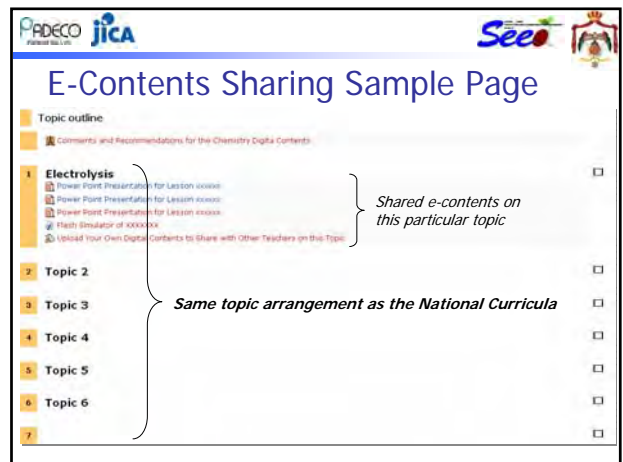 PADECO jICA Seed
E-Contents Sharing Sample Page
Topic outline
Comments and Recommendations for the Chemistry Digital Contents
1 Electrolysis
Power Point Presentation for Lesson xxxxxx
Power Point Presentation for Lesson xxxxxx
Power Point Presentation for Lesson xxxxxx
Flash Simulator of xxxxxxx
Upload Your Own Digital Contents to Share with Other Teachers on this Topic
Shared e-contents on
this particular topic
2 Topic 2
3 Topic 3
Same topic arrangement as the National Curricula
4 Topic 4
5 Topic 5
6 Topic 6
7